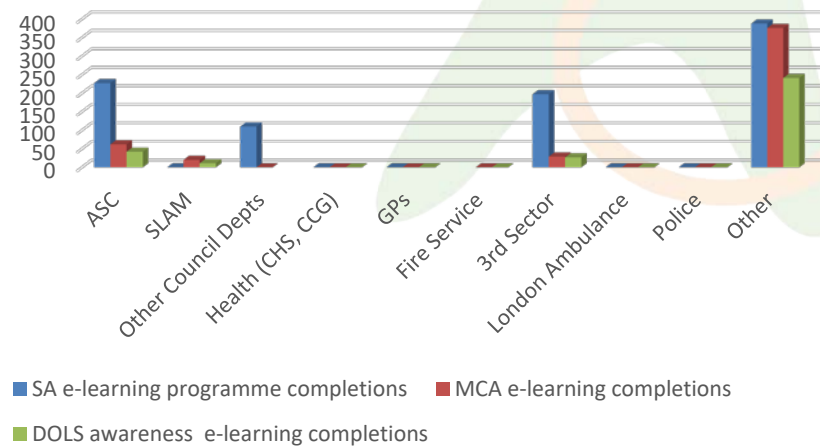 400
350
300
250
200
150
100
50
0
ASC
SLAM
Other Council Depts
Health (CHS, CCG)
GPs
Fire Service
3rd Sector
London Ambulance
Police
Other
SA e-learning programme completions
MCA e-learning completions
DOLS awareness e-learning completions